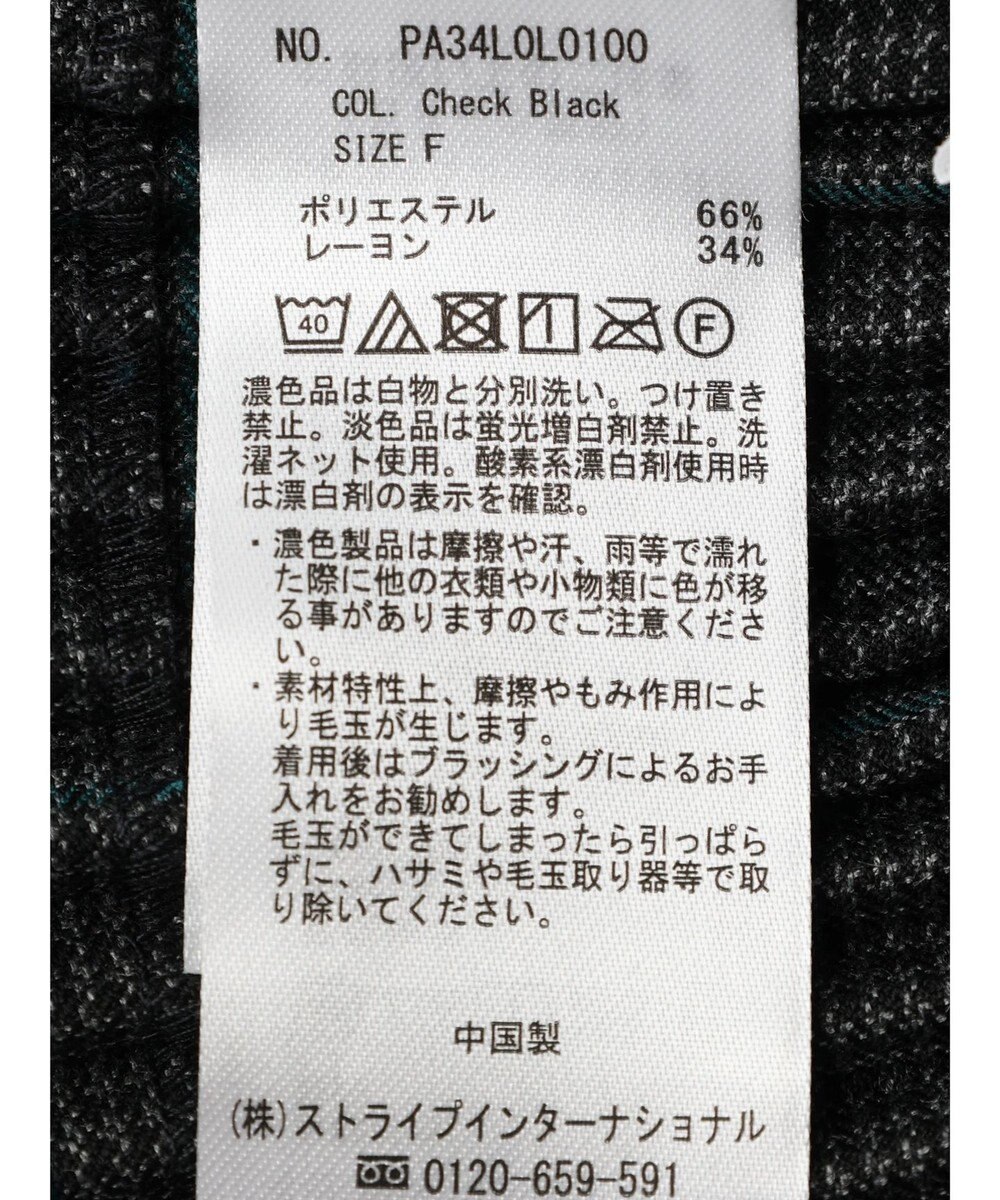 NO. PA34L0L0100
COL. Check Black
SIZE F
ポリエステル 66%
レーヨン 34%
40 F
濃色品は白物と分別洗い。つけ置き
禁止。淡色品は蛍光増白剤禁止。洗
濯ネット使用。酸素系漂白剤使用時
は漂白剤の表示を確認。
・濃色製品は摩擦や汗、雨等で濡れ
た際に他の衣類や小物類に色が移
る事がありますのでご注意くださ
い。
・素材特性上、摩擦やもみ作用によ
り毛玉が生じます。
着用後はブラッシングによるお手
入れをお勧めします。
毛玉ができてしまったら引っぱら
ずに、ハサミや毛玉取り器等で取
り除いてください。
中国製
(株)ストライプインターナショナル
0120-659-591